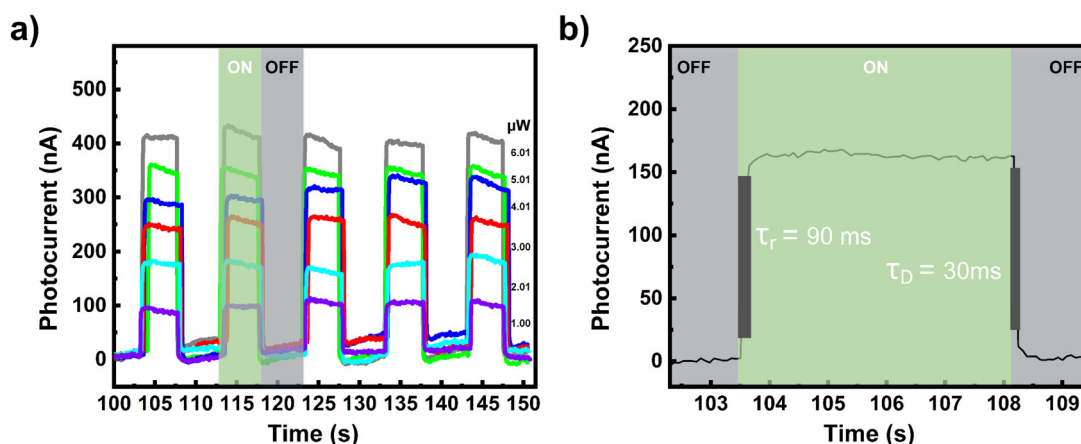 a)
ON OFF
500
400
300
200
100
0
Photocurrent (nA)
μW
6.01
5.01
4.01
3.00
2.01
1.00
100 105 110 115 120 125 130 135 140 145 150
Time (s)
b)
OFF ON OFF
250
200
150
100
50
0
Photocurrent (nA)
τr = 90 ms
τD = 30ms
103 104 105 106 107 108 109
Time (s)